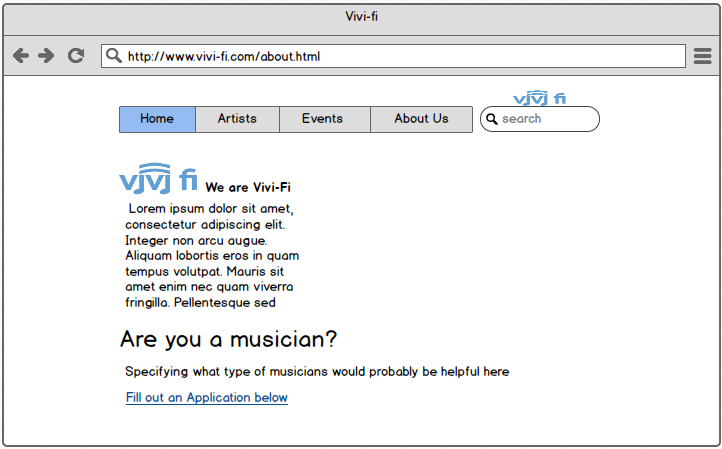 Vivi-fi
http://www.vivi-fi.com/about.html
vjvj fi
Home Artists Events About Us search
vjvj fi We are Vivi-Fi
Lorem ipsum dolor sit amet,
consectetur adipiscing elit.
Integer non arcu augue.
Aliquam lobortis eros in quam
tempus volutpat. Mauris sit
amet enim nec quam viverra
fringilla. Pellentesque sed
Are you a musician?
Specifying what type of musicians would probably be helpful here
Fill out an Application below